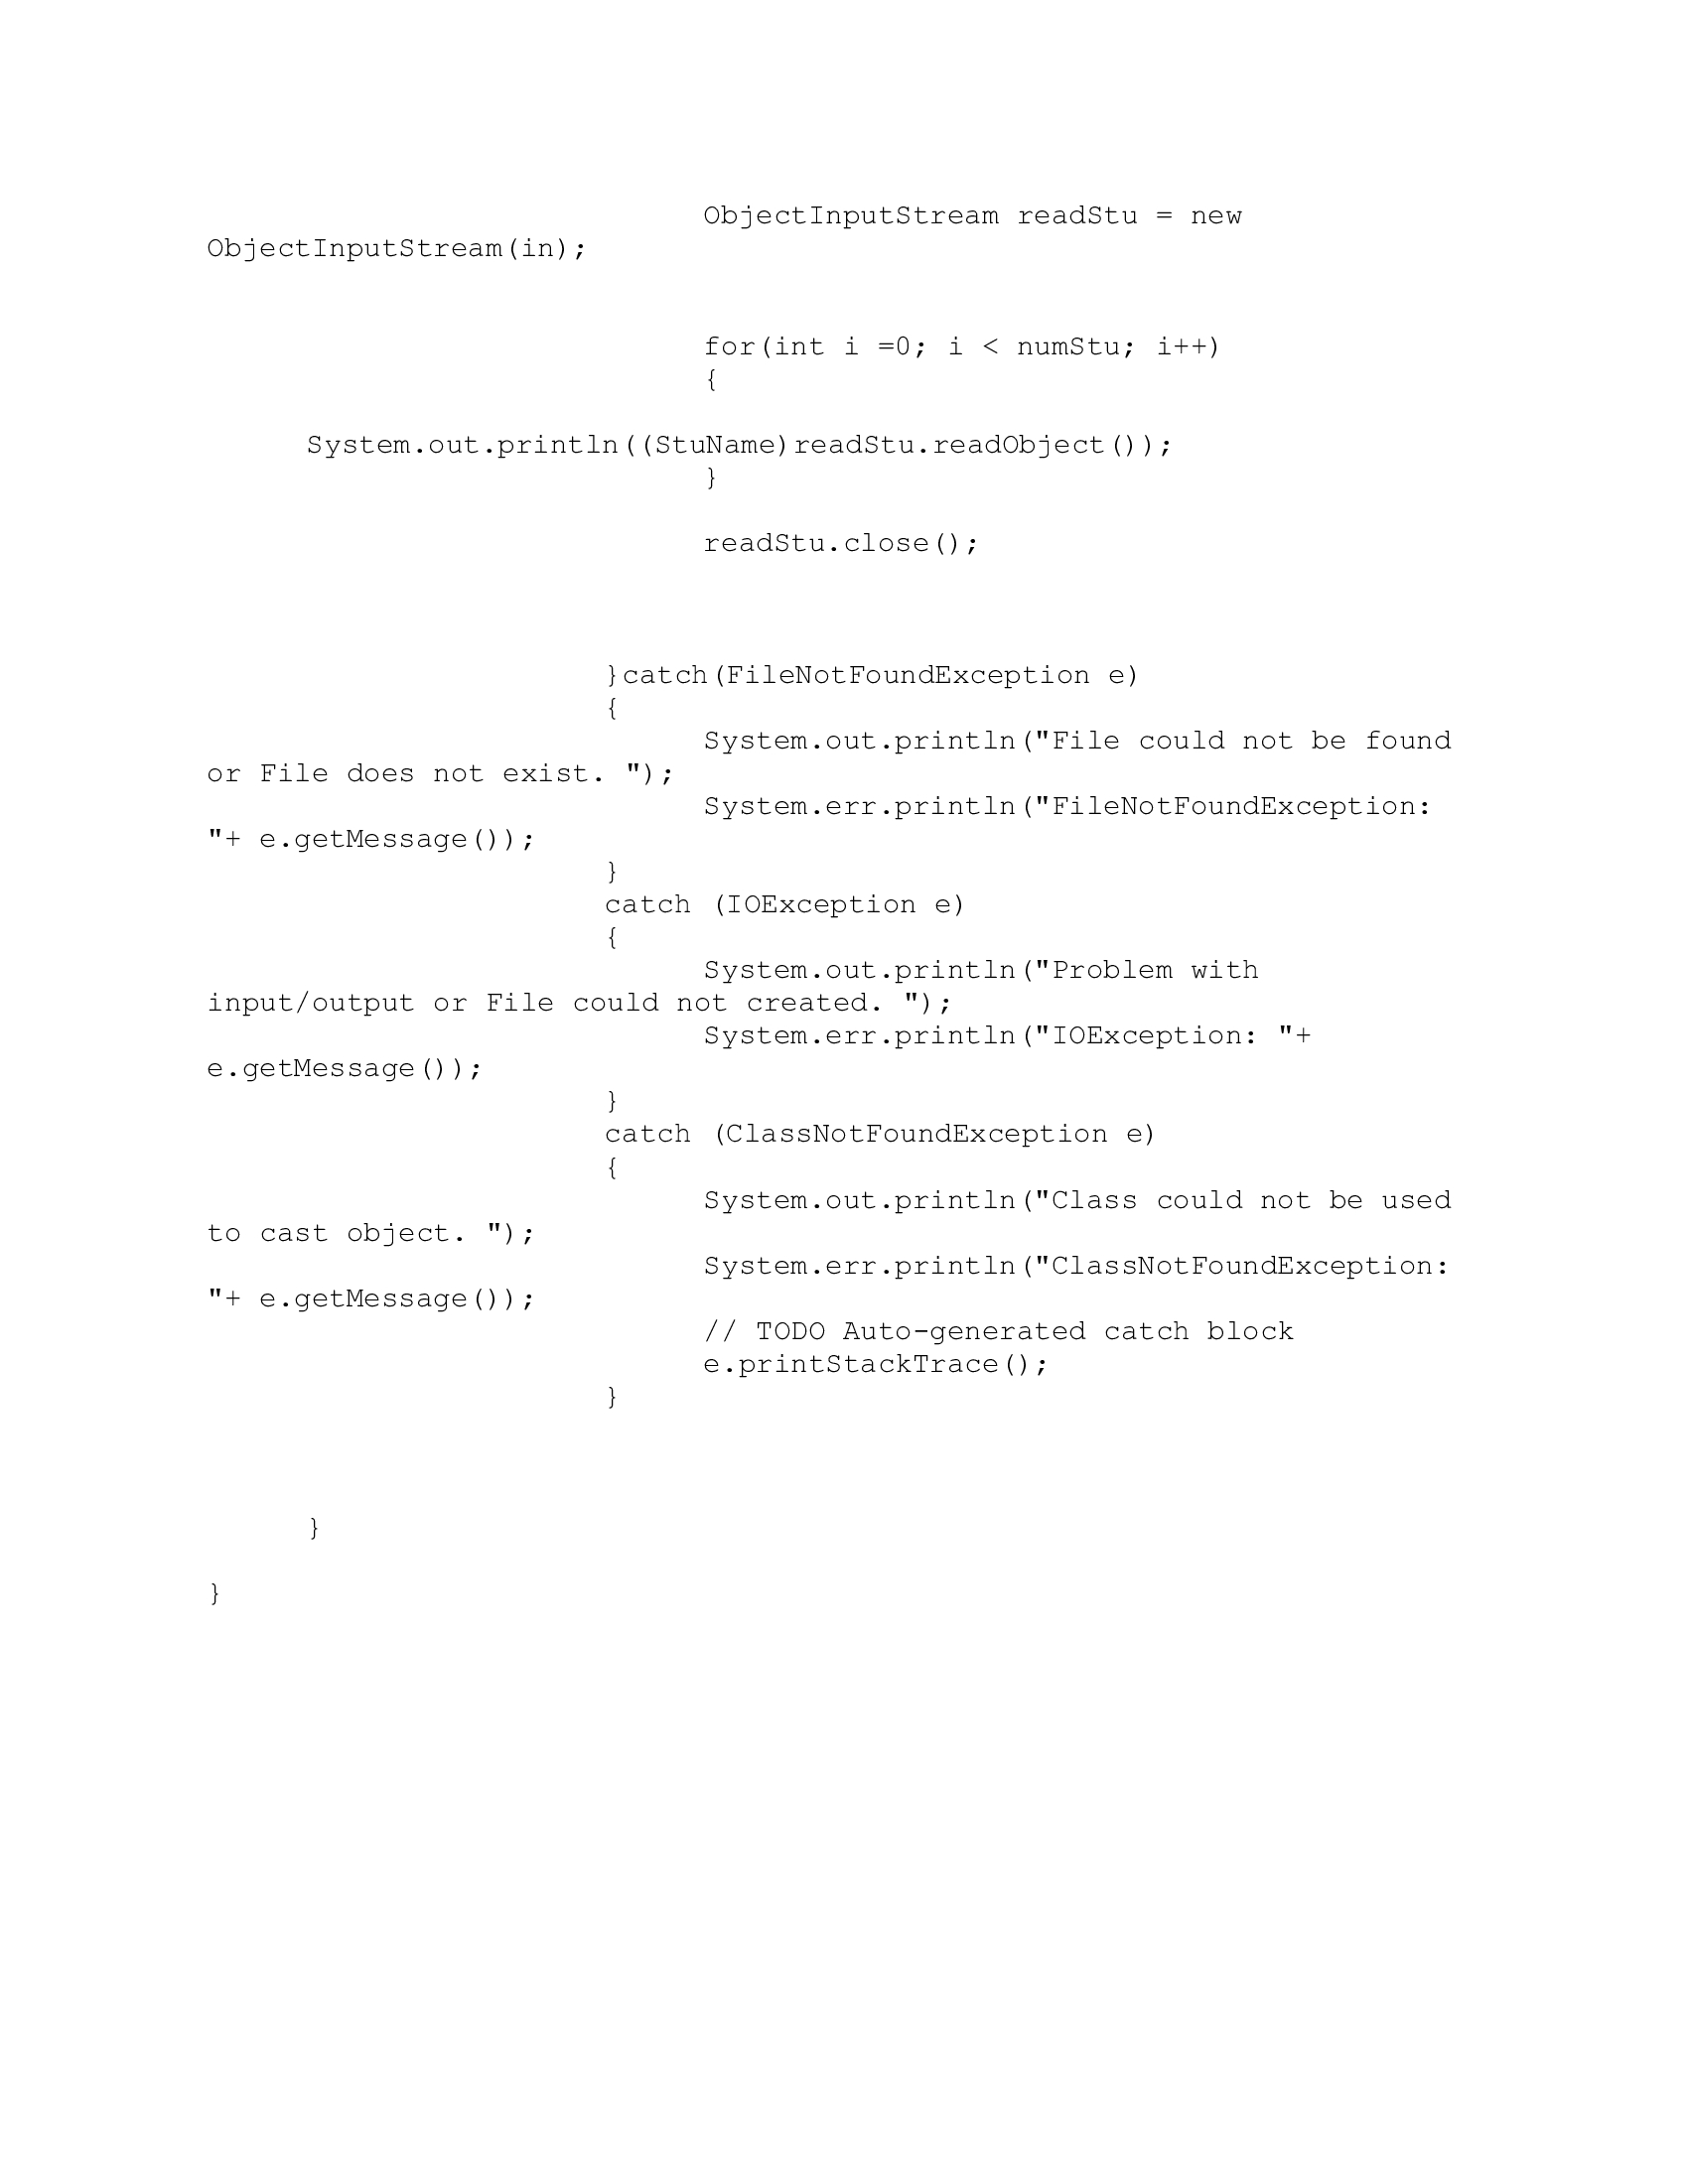 ObjectInputStream readStu = new
ObjectInputStream(in);
for(int i =0; i < numStu; i++)
{
System.out.println((StuName)readStu.readObject());
}
readStu.close();
}catch(FileNotFoundException e)
{
System.out.println("File could not be found
or File does not exist. ");
System.err.println("FileNotFoundException:
"+ e.getMessage());
}
catch (IOException e)
{
System.out.println("Problem with
input/output or File could not created. ");
System.err.println("IOException: "+
e.getMessage());
}
catch (ClassNotFoundException e)
{
System.out.println("Class could not be used
to cast object. ");
System.err.println("ClassNotFoundException:
"+ e.getMessage());
// TODO Auto-generated catch block
e.printStackTrace();
}
}
}